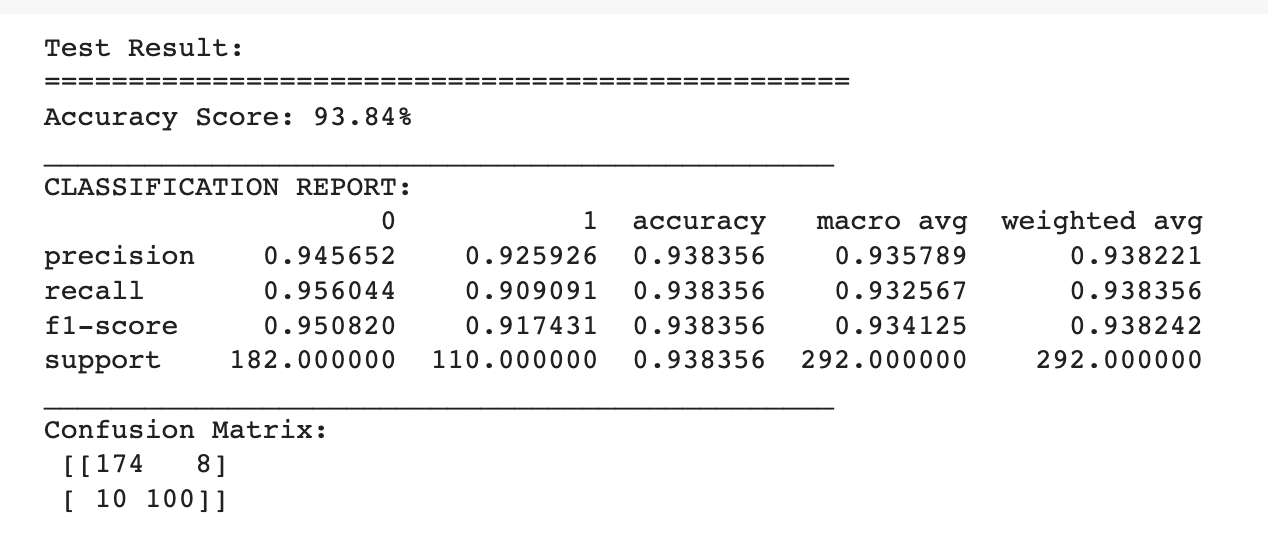 Test Result:
================================================
Accuracy Score: 93.84%
_______________________________________________
CLASSIFICATION REPORT:
                    0           1  accuracy   macro avg  weighted avg
precision    0.945652    0.925926  0.938356    0.935789      0.938221
recall       0.956044    0.909091  0.938356    0.932567      0.938356
f1-score     0.950820    0.917431  0.938356    0.934125      0.938242
support    182.000000  110.000000  0.938356  292.000000    292.000000
_______________________________________________
Confusion Matrix:
 [[174   8]
 [ 10 100]]